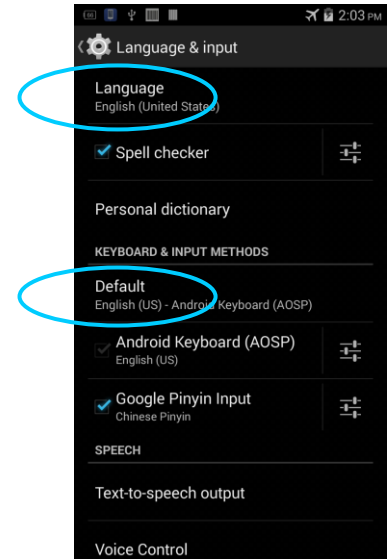 2:03 PM
Language & input
Language
English (United States)
Spell checker
Personal dictionary
KEYBOARD & INPUT METHODS
Default
English (US) - Android Keyboard (AOSP)
Android Keyboard (AOSP)
English (US)
Google Pinyin Input
Chinese Pinyin
SPEECH
Text-to-speech output
Voice Control